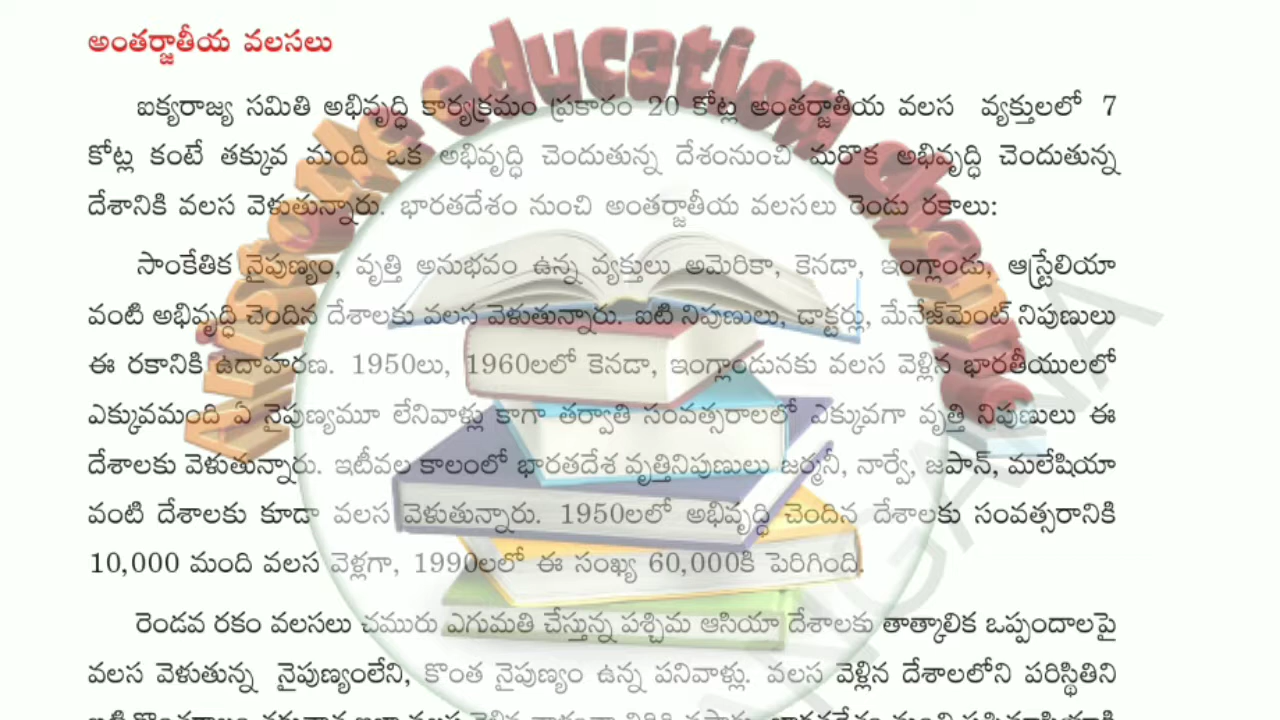 అంతర్జాతీయ వలసలు
ఐక్యరాజ్య సమితి అభివృద్ధి కార్యక్రమం ప్రకారం 20 కోట్ల అంతర్జాతీయ వలస వ్యక్తులలో 7
కోట్ల కంటే తక్కువ మంది ఒక అభివృద్ధి చెందుతున్న దేశంనుంచి మరొక అభివృద్ధి చెందుతున్న
దేశానికి వలస వెళుతున్నారు. భారతదేశం నుంచి అంతర్జాతీయ వలసలు రెండు రకాలు:
సాంకేతిక నైపుణ్యం, వృత్తి అనుభవం ఉన్న వ్యక్తులు అమెరికా, కెనడా, ఇంగ్లాండు, ఆస్ట్రేలియా
వంటి అభివృద్ధి చెందిన దేశాలకు వలస వెళుతున్నారు. ఐటి నిపుణులు, డాక్టర్లు, మేనేజ్‌మెంట్ నిపుణులు
ఈ రకానికి ఉదాహరణ. 1950లు, 1960లలో కెనడా, ఇంగ్లాండునకు వలస వెళ్లిన భారతీయులలో
ఎక్కువమంది ఏ నైపుణ్యమూ లేనివాళ్లు కాగా తర్వాతి సంవత్సరాలలో ఎక్కువగా వృత్తి నిపుణులు ఈ
దేశాలకు వెళుతున్నారు. ఇటీవల కాలంలో భారతదేశ వృత్తినిపుణులు జర్మనీ, నార్వే, జపాన్, మలేషియా
వంటి దేశాలకు కూడా వలస వెళుతున్నారు. 1950లలో అభివృద్ధి చెందిన దేశాలకు సంవత్సరానికి
10,000 మంది వలస వెళ్లగా, 1990లలో ఈ సంఖ్య 60,000కి పెరిగింది.
రెండవ రకం వలసలు చమురు ఎగుమతి చేస్తున్న పశ్చిమ ఆసియా దేశాలకు తాత్కాలిక ఒప్పందాలపై
వలస వెళుతున్న నైపుణ్యంలేని, కొంత నైపుణ్యం ఉన్న పనివాళ్లు. వలస వెళ్లిన దేశాలలోని పరిస్థితిని